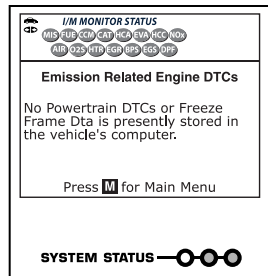 I/M MONITOR STATUS
MIS FUE CCM CAT HCA EVA HCC NOx
AIR O2S HTR EGR BPS EGS DPF
Emission Related Engine DTCs
No Powertrain DTCs or Freeze
Frame Dta is presently stored in
the vehicle's computer.
Press M for Main Menu
SYSTEM STATUS